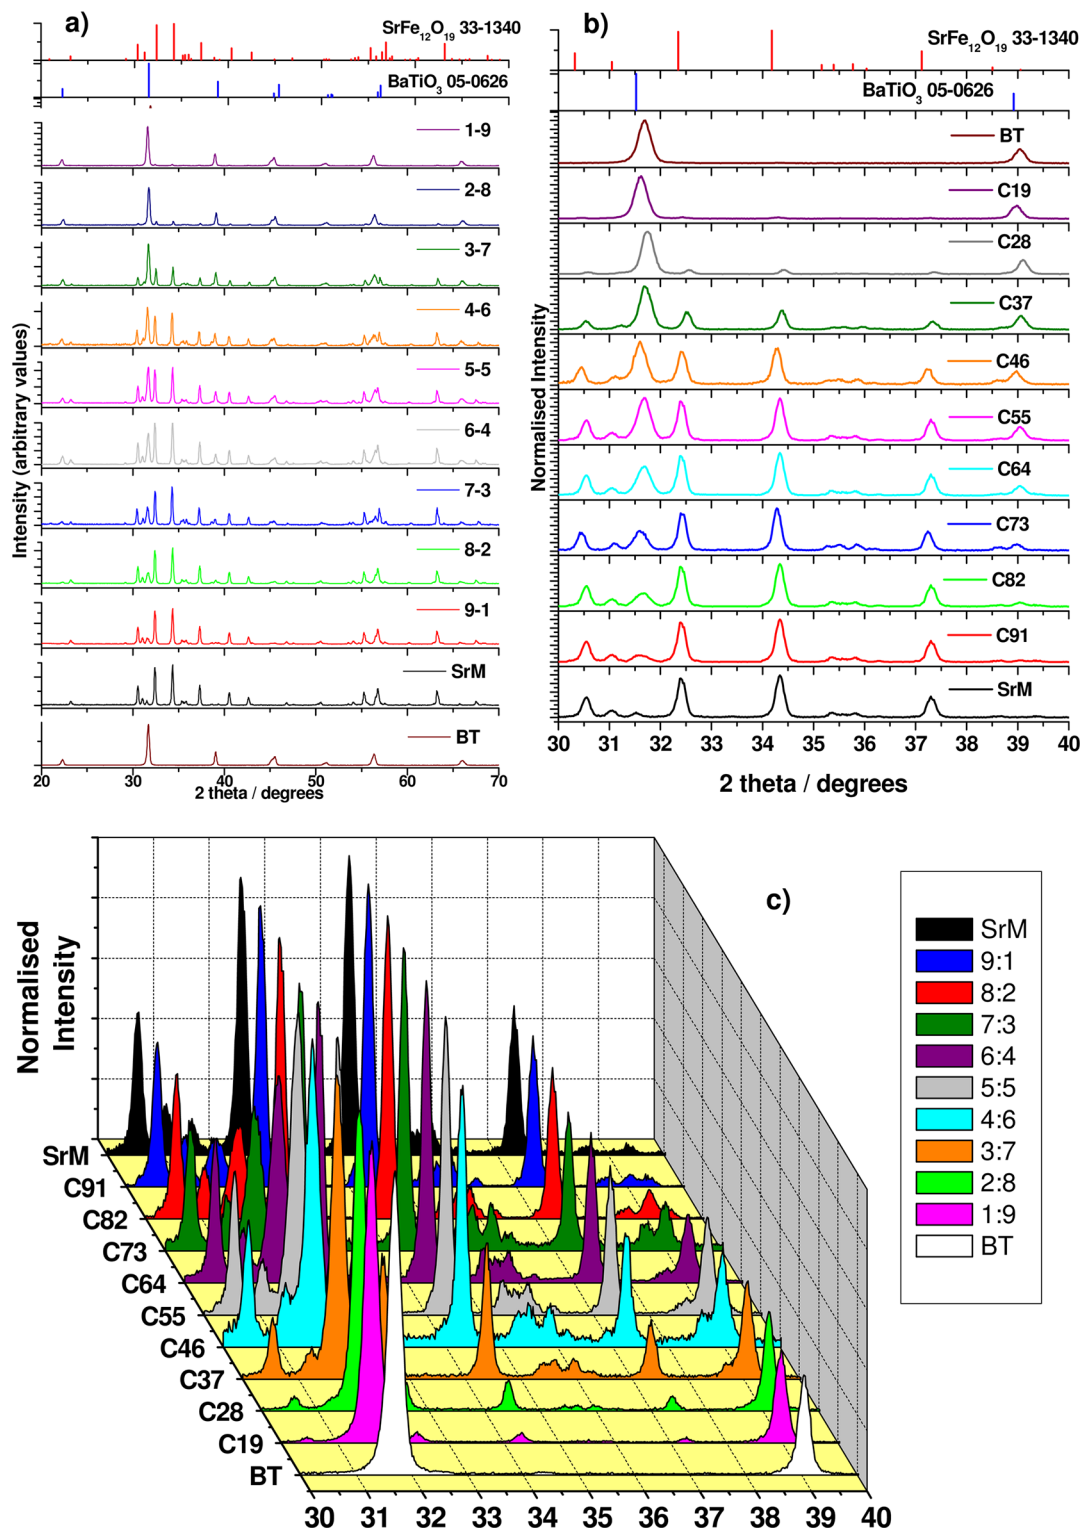 a)
SrFe12O19 33-1340
BaTiO3 05-0626
1-9
2-8
3-7
4-6
5-5
6-4
7-3
8-2
9-1
SrM
BT
Intensity (arbitrary values)
20 30 40 50 60 70
2 theta / degrees
b)
SrFe12O19 33-1340
BaTiO3 05-0626
BT
C19
C28
C37
C46
C55
C64
C73
C82
C91
SrM
Normalised Intensity
30 31 32 33 34 35 36 37 38 39 40
2 theta / degrees
c)
Normalised
Intensity
SrM
C91
C82
C73
C64
C55
C46
C37
C28
C19
BT
30 31 32 33 34 35 36 37 38 39 40
SrM
9:1
8:2
7:3
6:4
5:5
4:6
3:7
2:8
1:9
BT